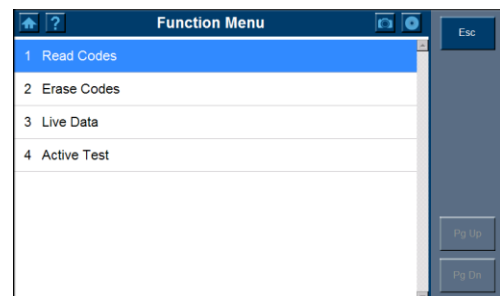 ? Function Menu Esc
1 Read Codes
2 Erase Codes
3 Live Data
4 Active Test
Pg Up
Pg Dn